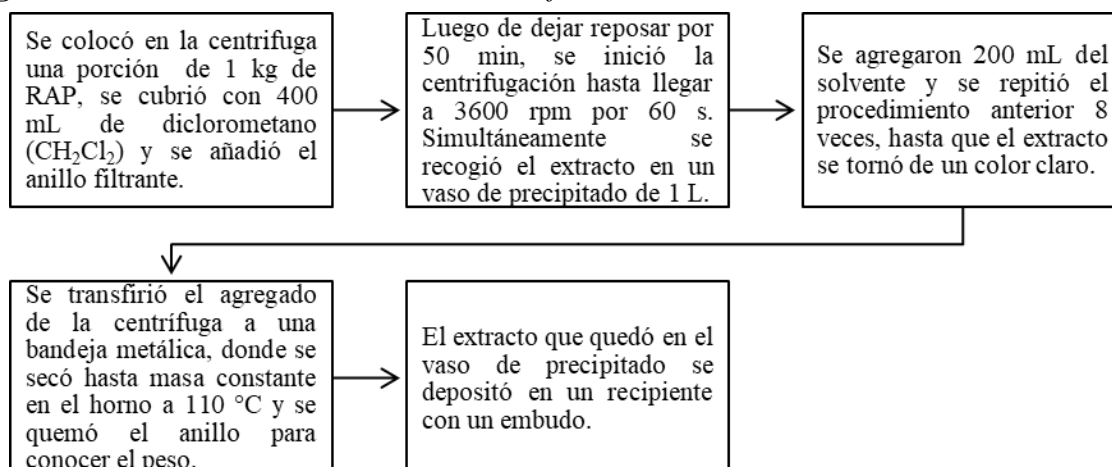 Se colocó en la centrifuga
una porción de 1 kg de
RAP, se cubrió con 400
mL de diclorometano
(CH₂Cl₂) y se añadió el
anillo filtrante.
Luego de dejar reposar por
50 min, se inició la
centrifugación hasta llegar
a 3600 rpm por 60 s.
Simultáneamente se
recogió el extracto en un
vaso de precipitado de 1 L.
Se agregaron 200 mL del
solvente y se repitió el
procedimiento anterior 8
veces, hasta que el extracto
se tornó de un color claro.
Se transfirió el agregado
de la centrífuga a una
bandeja metálica, donde se
secó hasta masa constante
en el horno a 110 °C y se
quemó el anillo para
conocer el peso.
El extracto que quedó en el
vaso de precipitado se
depositó en un recipiente
con un embudo.